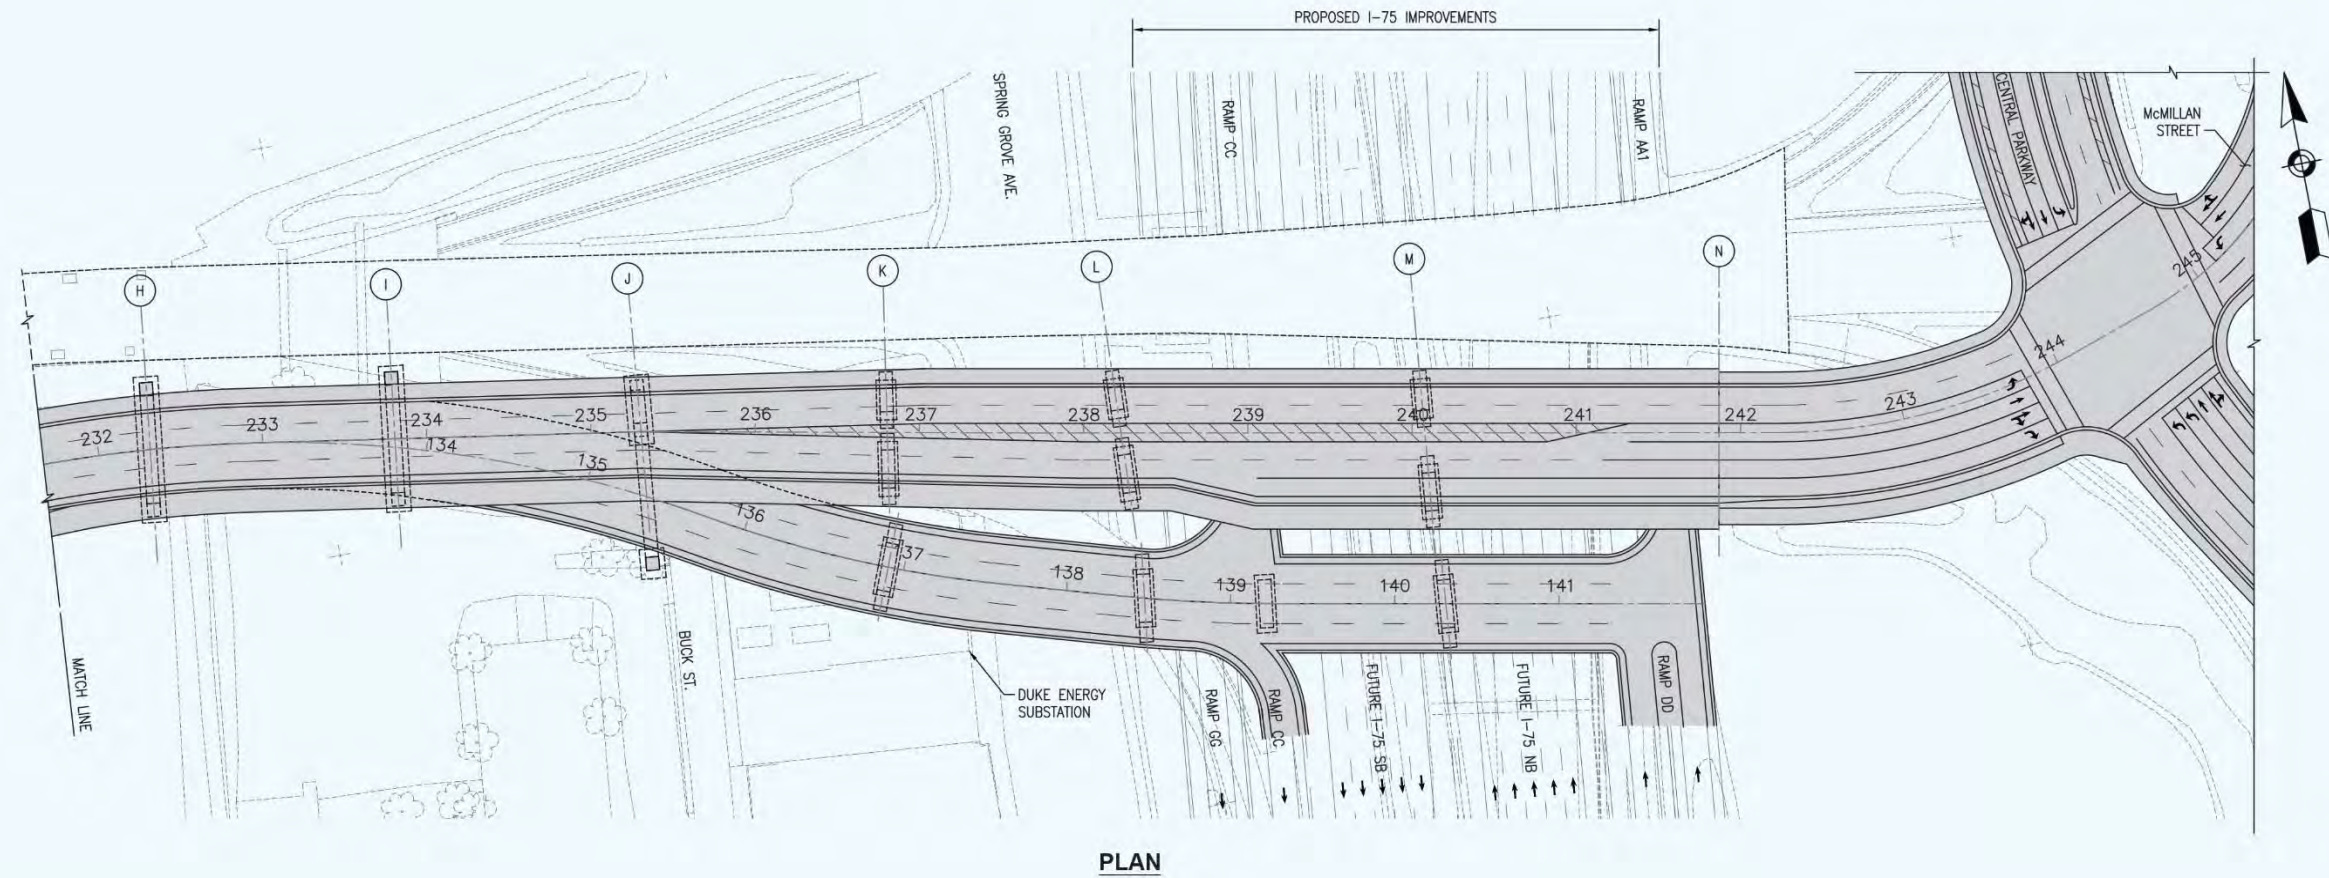 PROPOSED I-75 IMPROVEMENTS
SPRING GROVE AVE.
RAMP CC
RAMP AA1
CENTRAL PARKWAY
McMILLAN
STREET
H
I
J
K
L
M
N
232
233
234
235
236
237
238
239
240
241
242
243
244
245
134
135
136
37
138
139
140
141
MATCH LINE
BUCK ST.
DUKE ENERGY
SUBSTATION
RAMP GG
RAMP CC
FUTURE I-75 SB
FUTURE I-75 NB
RAMP DD
PLAN